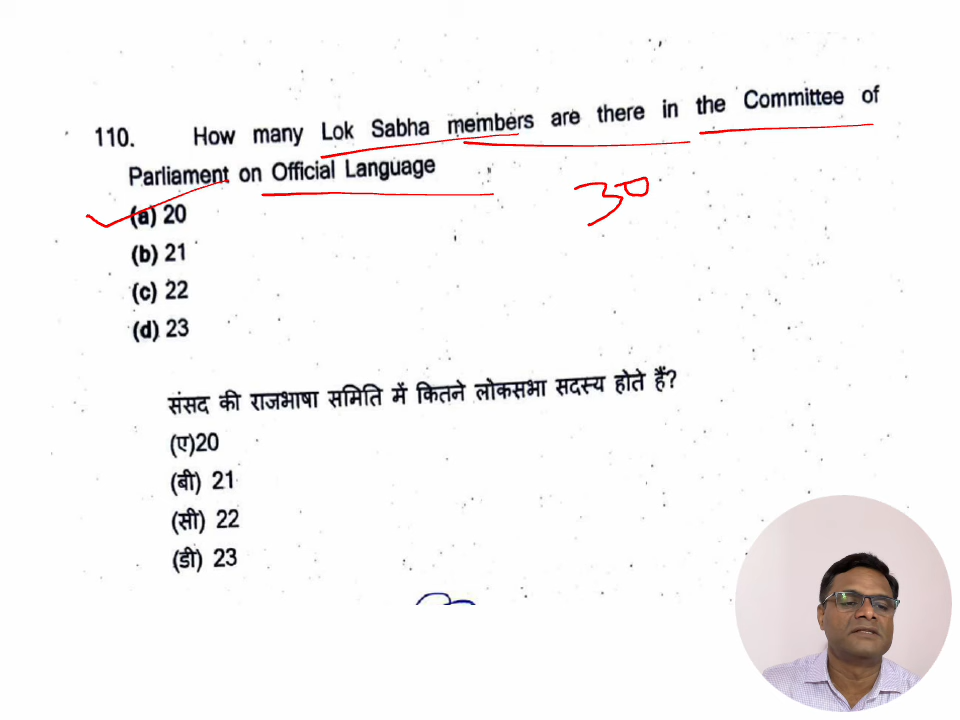 110. How many Lok Sabha members are there in the Committee of
Parliament on Official Language
30
(a) 20
(b) 21
(c) 22
(d) 23
संसद की राजभाषा समिति में कितने लोकसभा सदस्य होते हैं?
(ए)20
(बी) 21
(सी) 22
(डी) 23